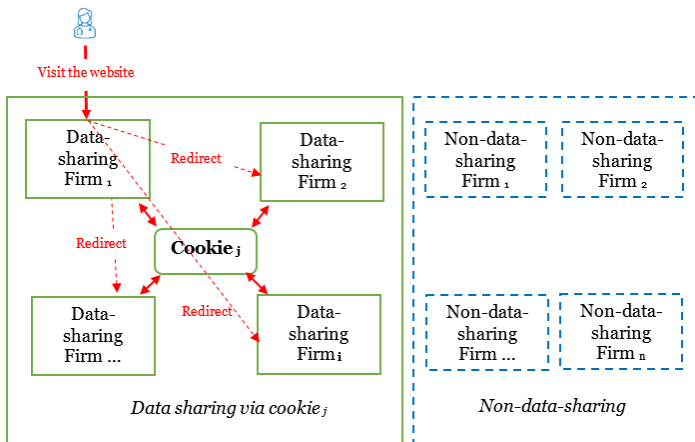 Visit the website
Data-
sharing
Firm ₁
Redirect
Data-
sharing
Firm ₂
Redirect
Cookie ⱼ
Redirect
Data-
sharing
Firm ...
Data-
sharing
Firm ᵢ
Data sharing via cookie ⱼ
Non-data-
sharing
Firm ₁
Non-data-
sharing
Firm ₂
Non-data-
sharing
Firm ...
Non-data-
sharing
Firm ₙ
Non-data-sharing